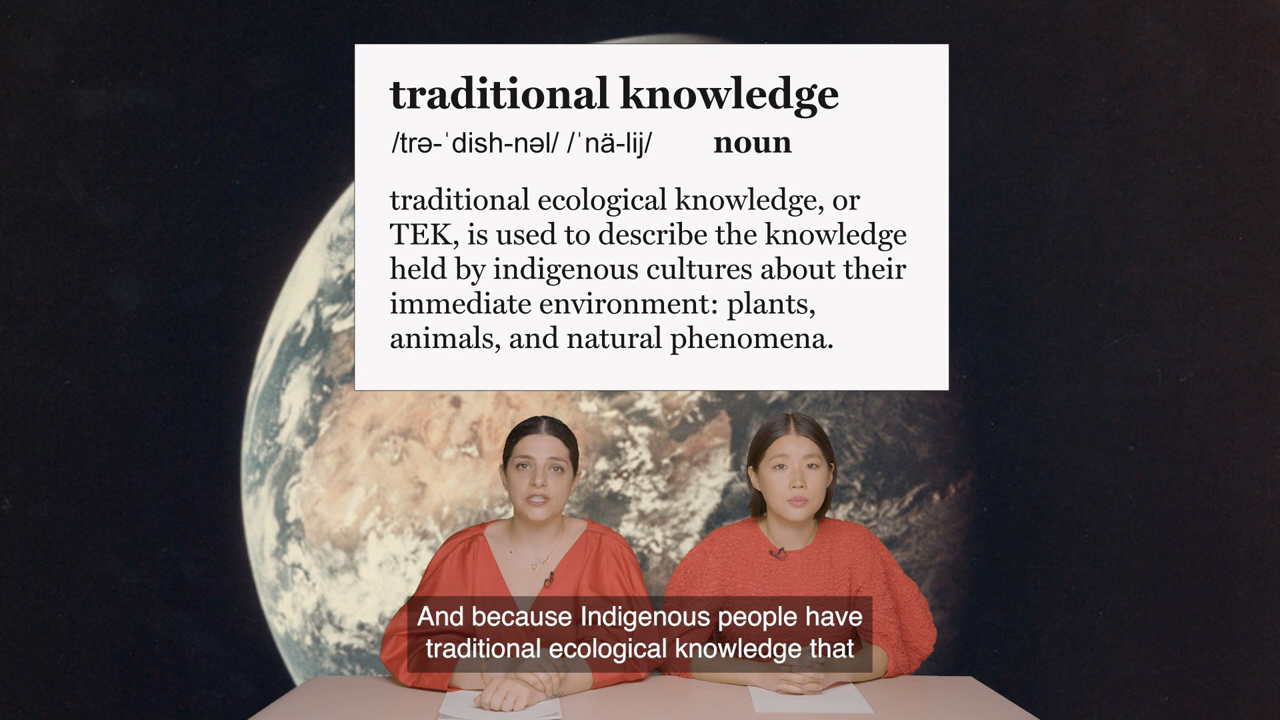 traditional knowledge
/trə-ˈdish-nəl/ /ˈnä-lij/ noun
traditional ecological knowledge, or
TEK, is used to describe the knowledge
held by indigenous cultures about their
immediate environment: plants,
animals, and natural phenomena.
And because Indigenous people have
traditional ecological knowledge that